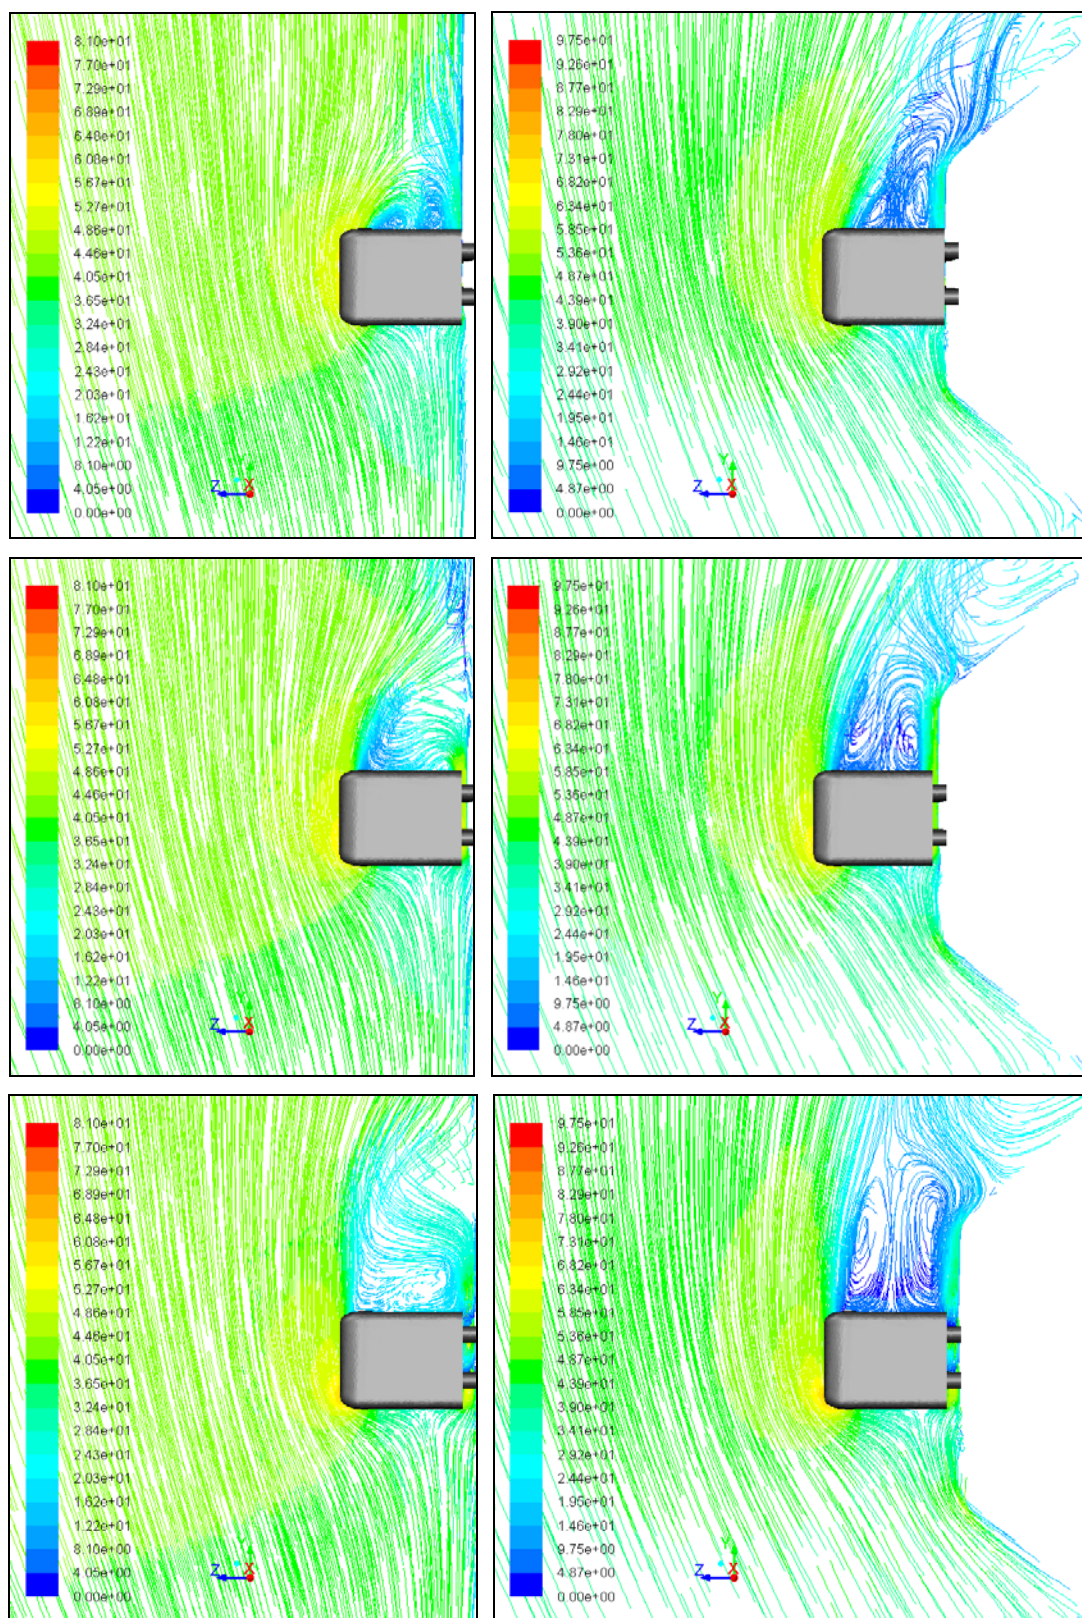 8.10e+01
7.70e+01
7.29e+01
6.89e+01
6.48e+01
6.08e+01
5.67e+01
5.27e+01
4.86e+01
4.46e+01
4.05e+01
3.65e+01
3.24e+01
2.84e+01
2.43e+01
2.03e+01
1.62e+01
1.22e+01
8.10e+00
4.05e+00
0.00e+00
Y
Z X
9.75e+01
9.26e+01
8.77e+01
8.29e+01
7.80e+01
7.31e+01
6.82e+01
6.34e+01
5.85e+01
5.36e+01
4.87e+01
4.39e+01
3.90e+01
3.41e+01
2.92e+01
2.44e+01
1.95e+01
1.46e+01
9.75e+00
4.87e+00
0.00e+00
Y
Z X
8.10e+01
7.70e+01
7.29e+01
6.89e+01
6.48e+01
6.08e+01
5.67e+01
5.27e+01
4.86e+01
4.46e+01
4.05e+01
3.65e+01
3.24e+01
2.84e+01
2.43e+01
2.03e+01
1.62e+01
1.22e+01
8.10e+00
4.05e+00
0.00e+00
Y
Z X
9.75e+01
9.26e+01
8.77e+01
8.29e+01
7.80e+01
7.31e+01
6.82e+01
6.34e+01
5.85e+01
5.36e+01
4.87e+01
4.39e+01
3.90e+01
3.41e+01
2.92e+01
2.44e+01
1.95e+01
1.46e+01
9.75e+00
4.87e+00
0.00e+00
Y
Z X
8.10e+01
7.70e+01
7.29e+01
6.89e+01
6.48e+01
6.08e+01
5.67e+01
5.27e+01
4.86e+01
4.46e+01
4.05e+01
3.65e+01
3.24e+01
2.84e+01
2.43e+01
2.03e+01
1.62e+01
1.22e+01
8.10e+00
4.05e+00
0.00e+00
Y
Z X
9.75e+01
9.26e+01
8.77e+01
8.29e+01
7.80e+01
7.31e+01
6.82e+01
6.34e+01
5.85e+01
5.36e+01
4.87e+01
4.39e+01
3.90e+01
3.41e+01
2.92e+01
2.44e+01
1.95e+01
1.46e+01
9.75e+00
4.87e+00
0.00e+00
Y
Z X